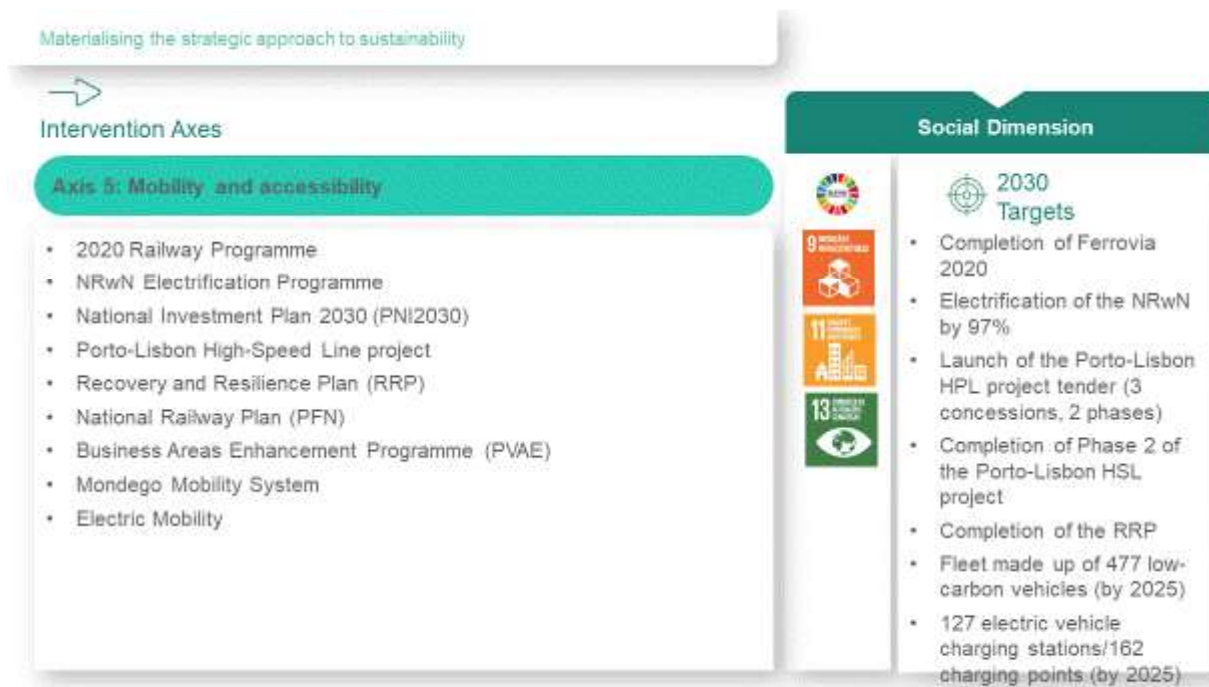 Materialising the strategic approach to sustainability
Intervention Axes
Axis 5: Mobility and accessibility
• 2020 Railway Programme
• NRwN Electrification Programme
• National Investment Plan 2030 (PNI2030)
• Porto-Lisbon High-Speed Line project
• Recovery and Resilience Plan (RRP)
• National Railway Plan (PFN)
• Business Areas Enhancement Programme (PVAE)
• Mondego Mobility System
• Electric Mobility
Social Dimension
9
11
13
2030
Targets
• Completion of Ferrovia
2020
• Electrification of the NRwN
by 97%
• Launch of the Porto-Lisbon
HPL project tender (3
concessions, 2 phases)
• Completion of Phase 2 of
the Porto-Lisbon HSL
project
• Completion of the RRP
• Fleet made up of 477 low-
carbon vehicles (by 2025)
• 127 electric vehicle
charging stations/162
charging points (by 2025)